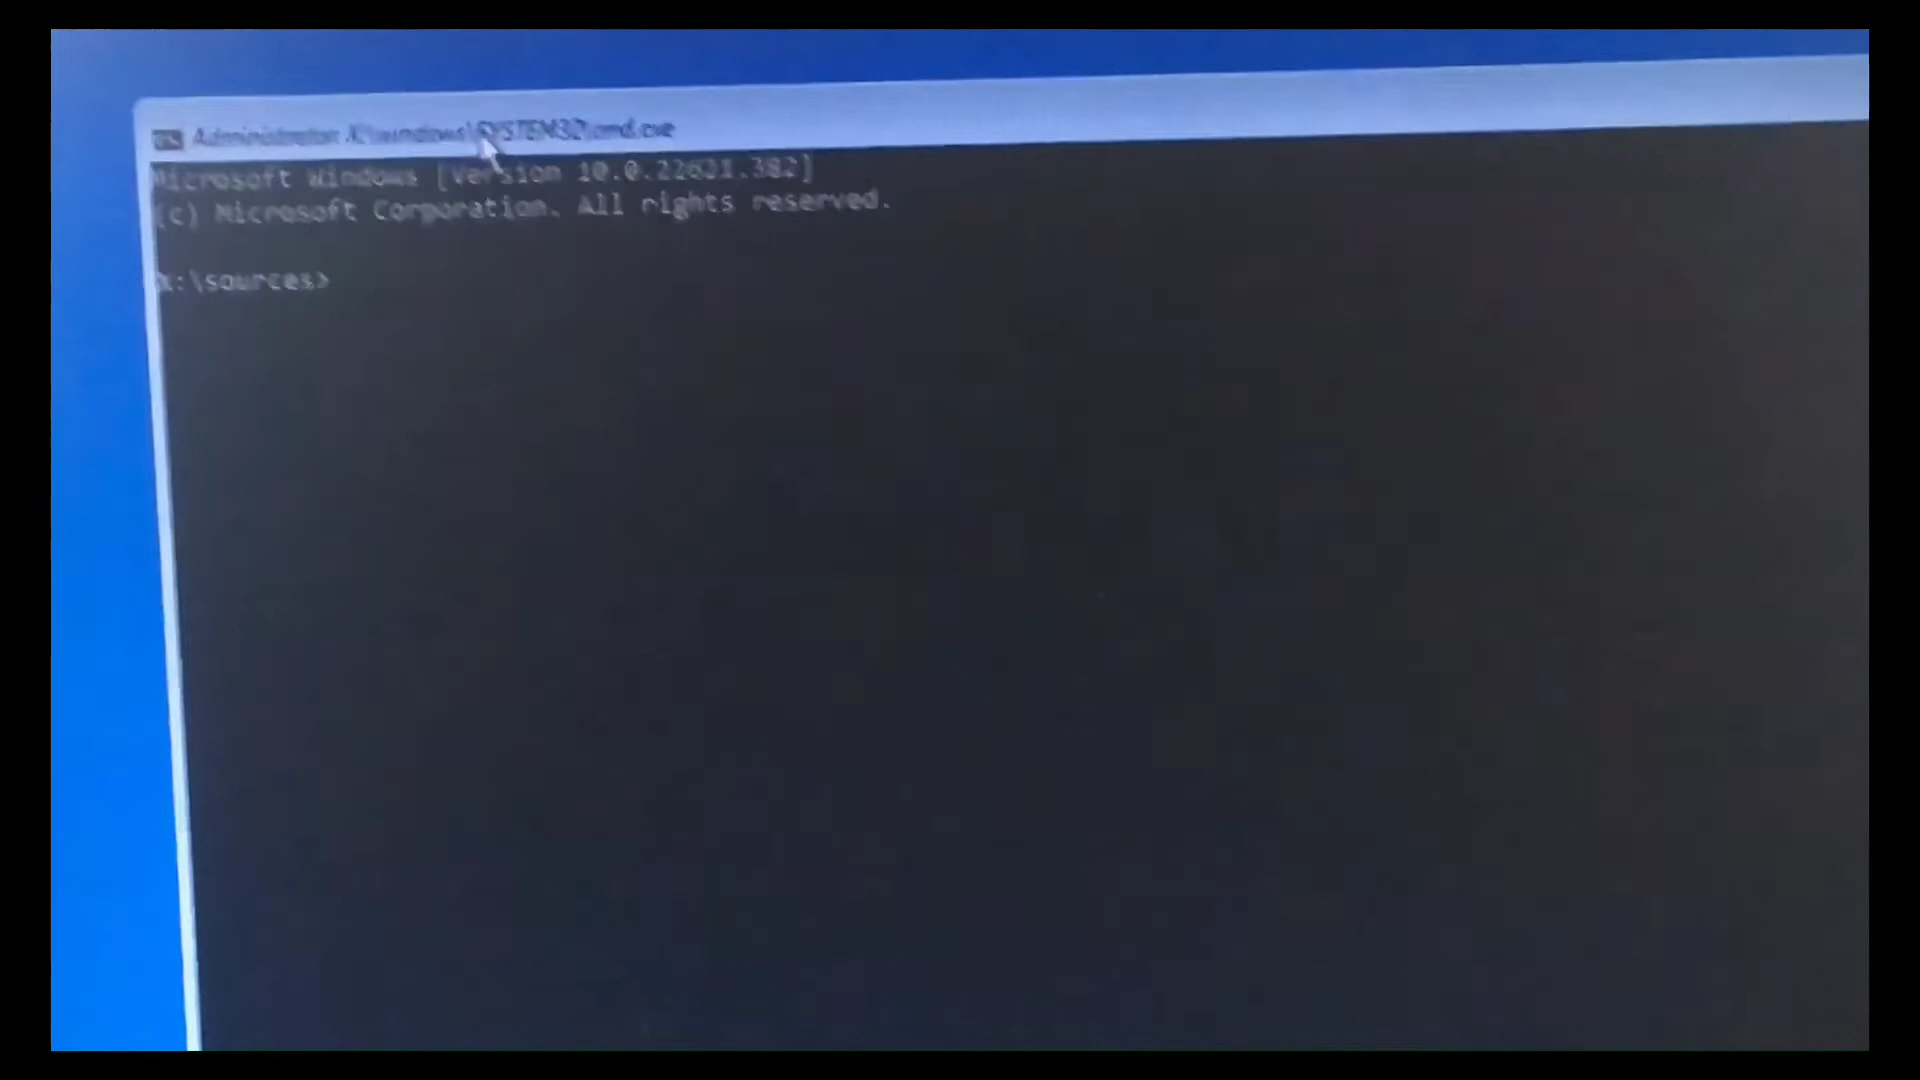 Administrator: X:\windows\SYSTEM32\cmd.exe
Microsoft Windows [Version 10.0.22621.382]
(c) Microsoft Corporation. All rights reserved.
X:\sources>